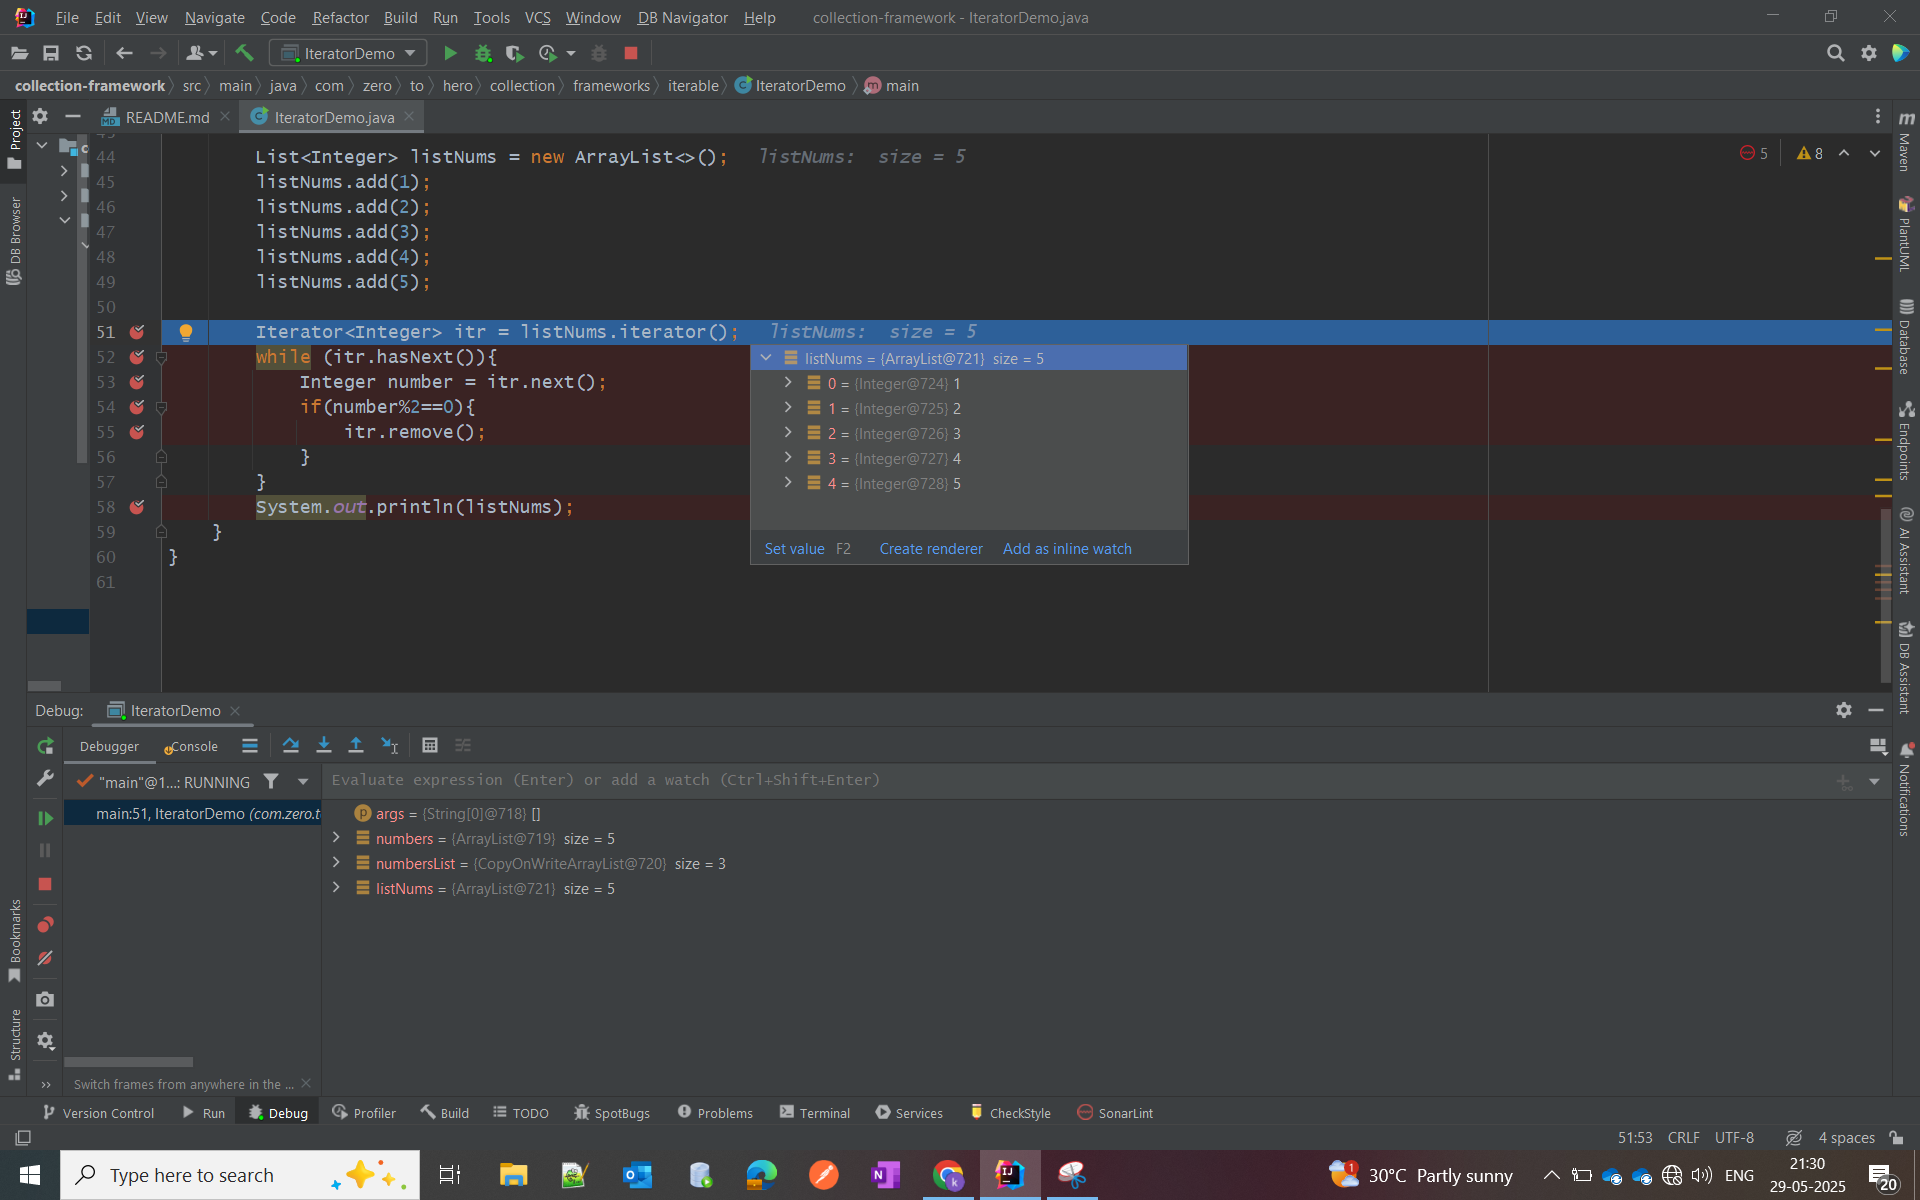 File Edit View Navigate Code Refactor Build Run Tools VCS Window DB Navigator Help collection-framework - IteratorDemo.java
IteratorDemo
collection-framework src main java com zero to hero collection frameworks iterable IteratorDemo main
README.md IteratorDemo.java
44 List<Integer> listNums = new ArrayList<>(); listNums: size = 5
45 listNums.add(1);
46 listNums.add(2);
47 listNums.add(3);
48 listNums.add(4);
49 listNums.add(5);
50
51 Iterator<Integer> itr = listNums.iterator(); listNums: size = 5
52 while (itr.hasNext()){
53 Integer number = itr.next();
54 if(number%2==0){
55 itr.remove();
56 }
57 }
58 System.out.println(listNums);
59 }
60 }
61
5 8
listNums = {ArrayList@721} size = 5
0 = {Integer@724} 1
1 = {Integer@725} 2
2 = {Integer@726} 3
3 = {Integer@727} 4
4 = {Integer@728} 5
Set value F2 Create renderer Add as inline watch
Project
DB Browser
Bookmarks
Structure
Maven
PlantUML
Database
Endpoints
AI Assistant
DB Assistant
Notifications
Debug: IteratorDemo
Debugger Console
"main"@1...: RUNNING
Evaluate expression (Enter) or add a watch (Ctrl+Shift+Enter)
main:51, IteratorDemo (com.zero.t
args = {String[0]@718} []
numbers = {ArrayList@719} size = 5
numbersList = {CopyOnWriteArrayList@720} size = 3
listNums = {ArrayList@721} size = 5
Switch frames from anywhere in the ...
Version Control Run Debug Profiler Build TODO SpotBugs Problems Terminal Services CheckStyle SonarLint
51:53 CRLF UTF-8 4 spaces
Type here to search
30°C Partly sunny
ENG
21:30
29-05-2025
20